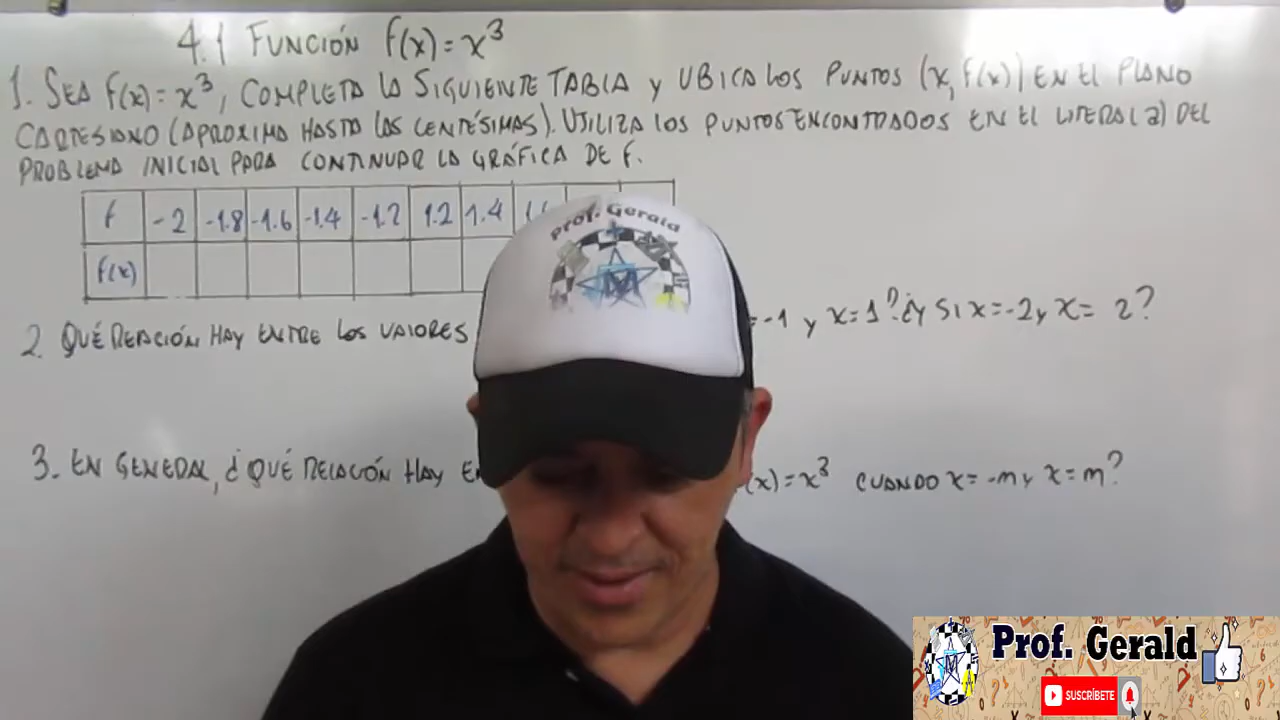 4.1 FUNCIÓN f(x)=x³
1. SEA f(x)=x³, COMPLETA LA SIGUIENTE TABLA Y UBICA LOS PUNTOS (x, f(x)) EN EL PLANO
CARTESIANO (APROXIMA HASTA LAS CENTÉSIMAS). UTILIZA LOS PUNTOS ENCONTRADOS EN EL LITERAL (a) DEL
PROBLEMA INICIAL PARA CONTINUAR LA GRÁFICA DE f.
f -2 -1.8 -1.6 -1.4 -1.2 1.2 1.4
f(x)
2. QUÉ RELACIÓN HAY ENTRE LOS VALORES =-1 y x=1? ¿Y SI x=-2 y x= 2?
3. EN GENERAL, ¿QUÉ RELACIÓN HAY (x)=x³ CUANDO x=-m y x=m?
Prof. Gerald
M
Prof. Gerald
SUSCRÍBETE